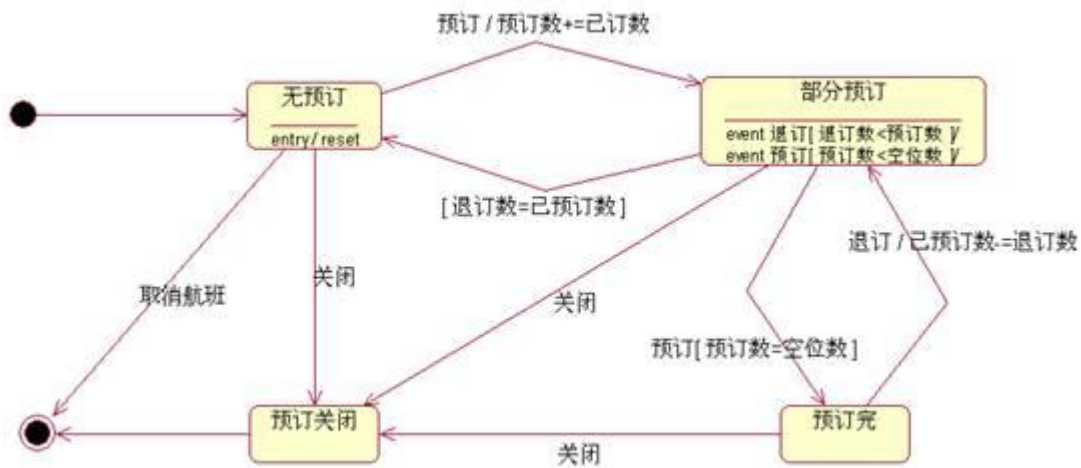 预订 / 预订数+=己订数
无预订
entry/ reset
部分预订
event 退订[ 退订数<预订数 ]/
event 预订[ 预订数<空位数 ]/
[ 退订数=己预订数 ]
退订 / 己预订数-=退订数
取消航班
关闭
关闭
预订[ 预订数=空位数 ]
预订关闭
预订完
关闭